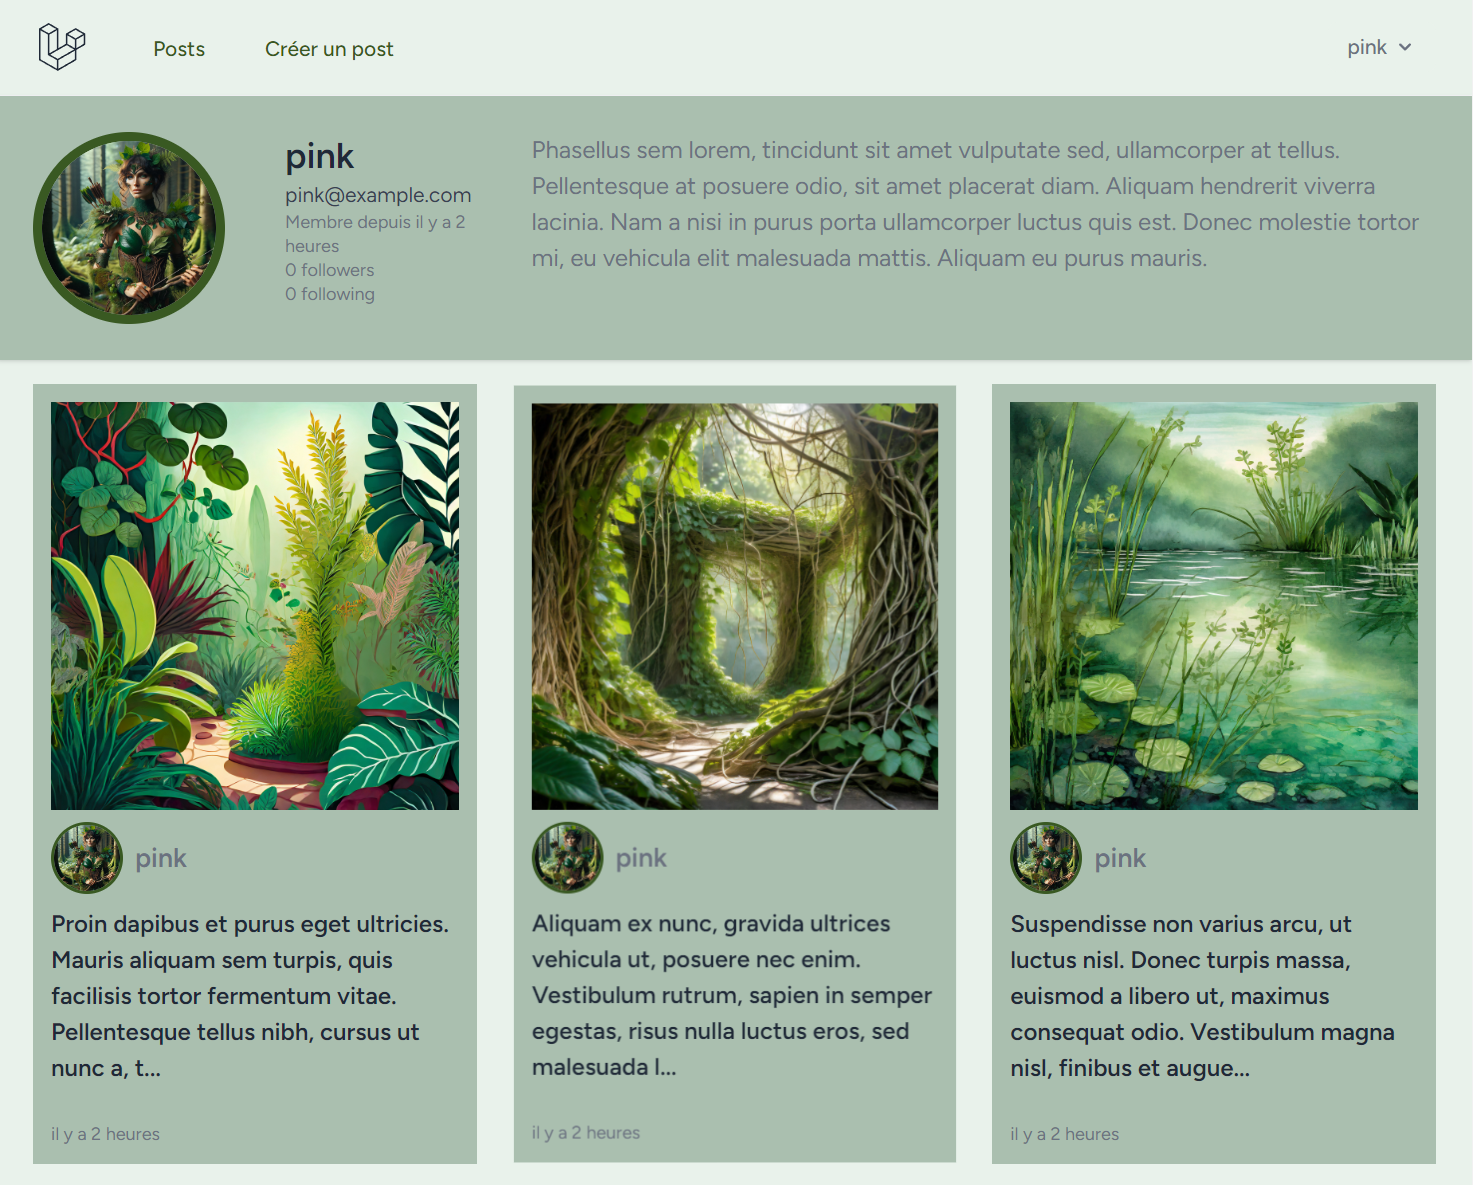 Posts
Créer un post
pink
pink
pink@example.com
Membre depuis il y a 2
heures
0 followers
0 following
Phasellus sem lorem, tincidunt sit amet vulputate sed, ullamcorper at tellus.
Pellentesque at posuere odio, sit amet placerat diam. Aliquam hendrerit viverra
lacinia. Nam a nisi in purus porta ullamcorper luctus quis est. Donec molestie tortor
mi, eu vehicula elit malesuada mattis. Aliquam eu purus mauris.
pink
Proin dapibus et purus eget ultricies.
Mauris aliquam sem turpis, quis
facilisis tortor fermentum vitae.
Pellentesque tellus nibh, cursus ut
nunc a, t...
il y a 2 heures
pink
Aliquam ex nunc, gravida ultrices
vehicula ut, posuere nec enim.
Vestibulum rutrum, sapien in semper
egestas, risus nulla luctus eros, sed
malesuada l...
il y a 2 heures
pink
Suspendisse non varius arcu, ut
luctus nisl. Donec turpis massa,
euismod a libero ut, maximus
consequat odio. Vestibulum magna
nisl, finibus et augue...
il y a 2 heures